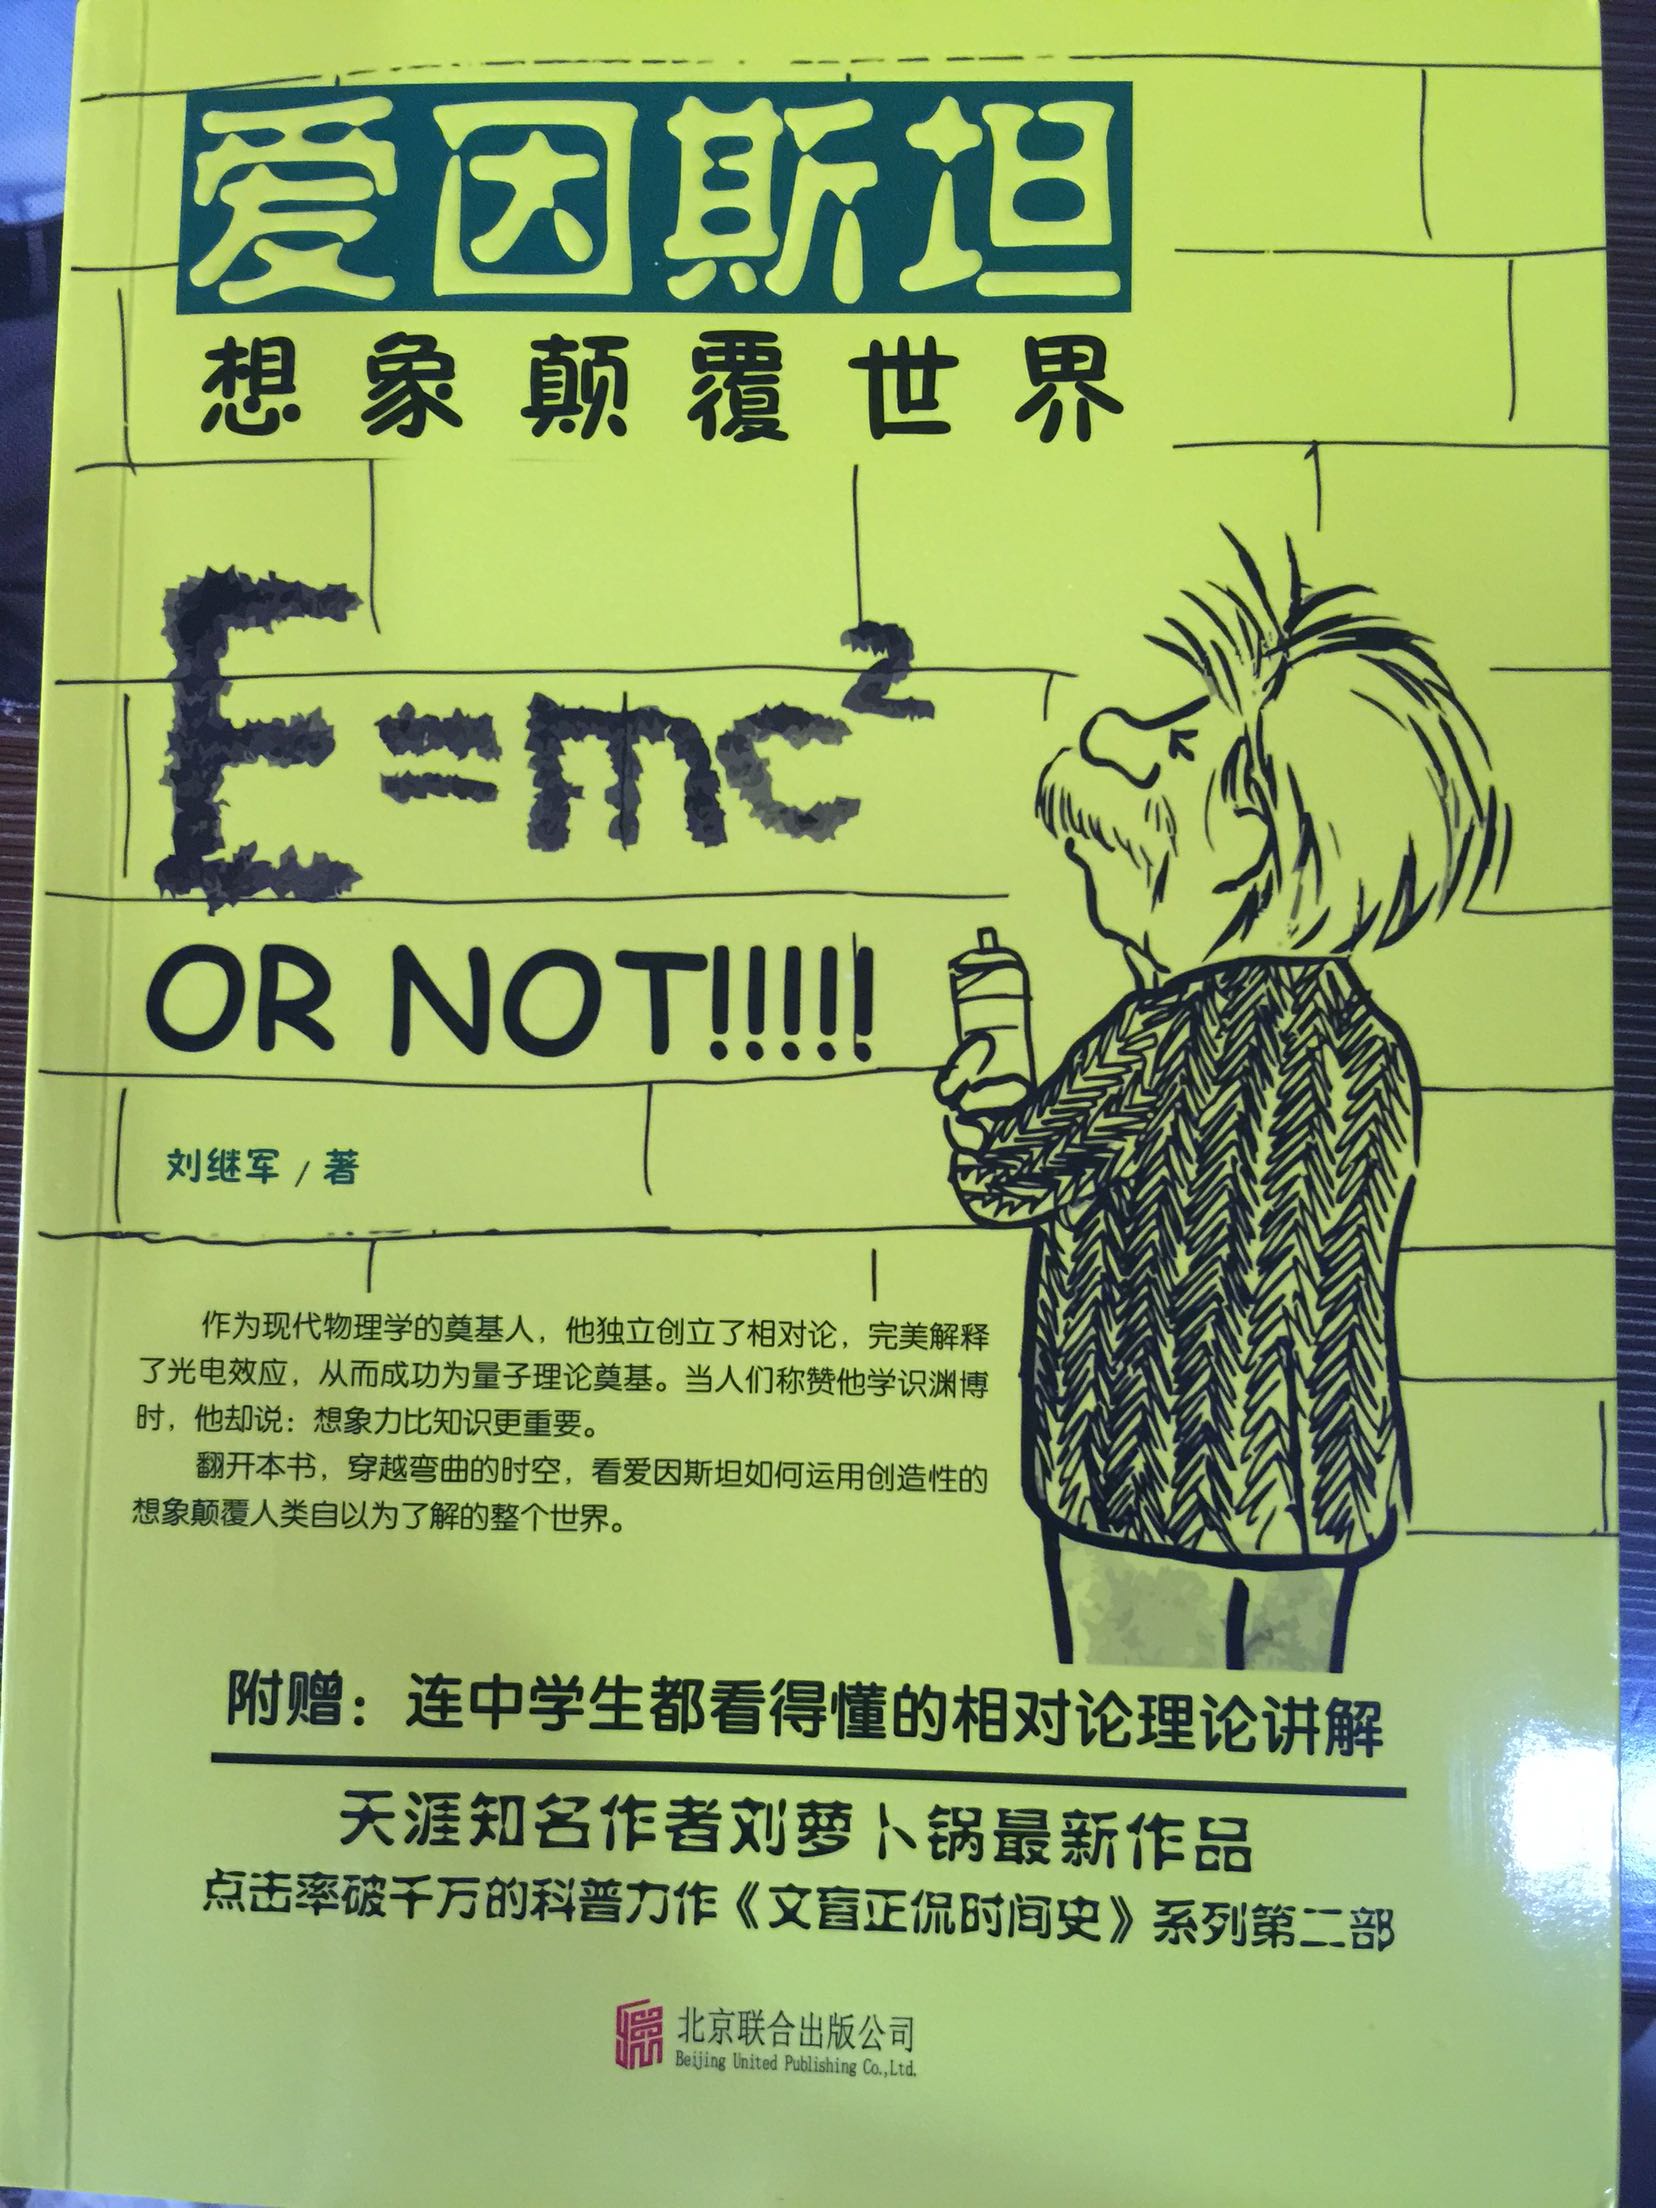 爱因斯坦
想象颠覆世界
E=mc²
OR NOT!!!!!
刘继军 / 著
作为现代物理学的奠基人，他独立创立了相对论，完美解释
了光电效应，从而成功为量子理论奠基。当人们称赞他学识渊博
时，他却说：想象力比知识更重要。
翻开本书，穿越弯曲的时空，看爱因斯坦如何运用创造性的
想象颠覆人类自以为了解的整个世界。
附赠：连中学生都看得懂的相对论理论讲解
天涯知名作者刘萝卜锅最新作品
点击率破千万的科普力作《文盲正侃时间史》系列第二部
北京联合出版公司
Beijing United Publishing Co.,Ltd.